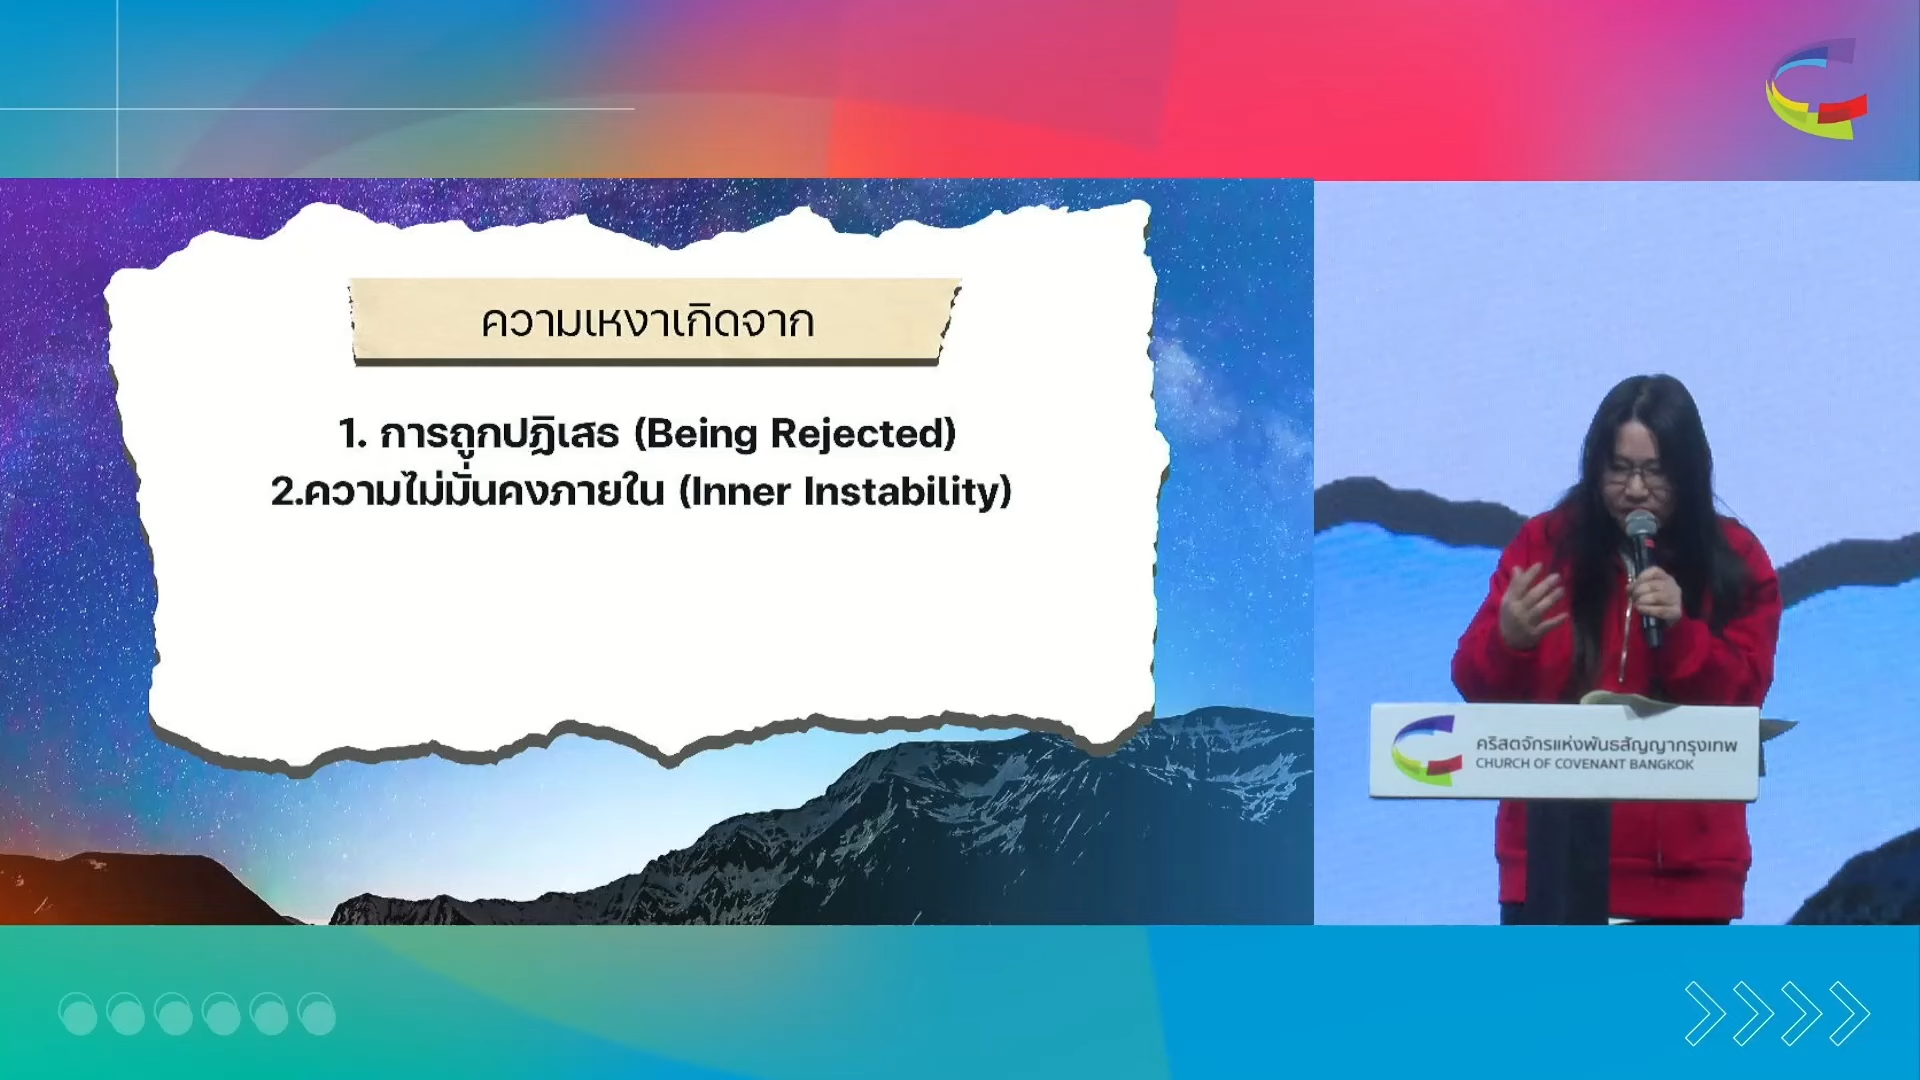 ความเหงาเกิดจาก
1. การถูกปฏิเสธ (Being Rejected)
2.ความไม่มั่นคงภายใน (Inner Instability)
คริสตจักรแห่งพันธสัญญากรุงเทพ
CHURCH OF COVENANT BANGKOK